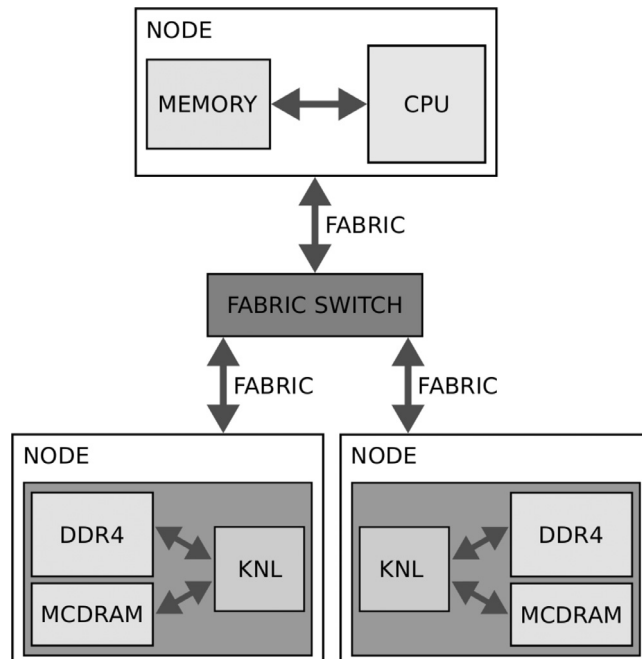 NODE
MEMORY
CPU
FABRIC
FABRIC SWITCH
FABRIC
FABRIC
NODE
DDR4
KNL
MCDRAM
NODE
KNL
DDR4
MCDRAM